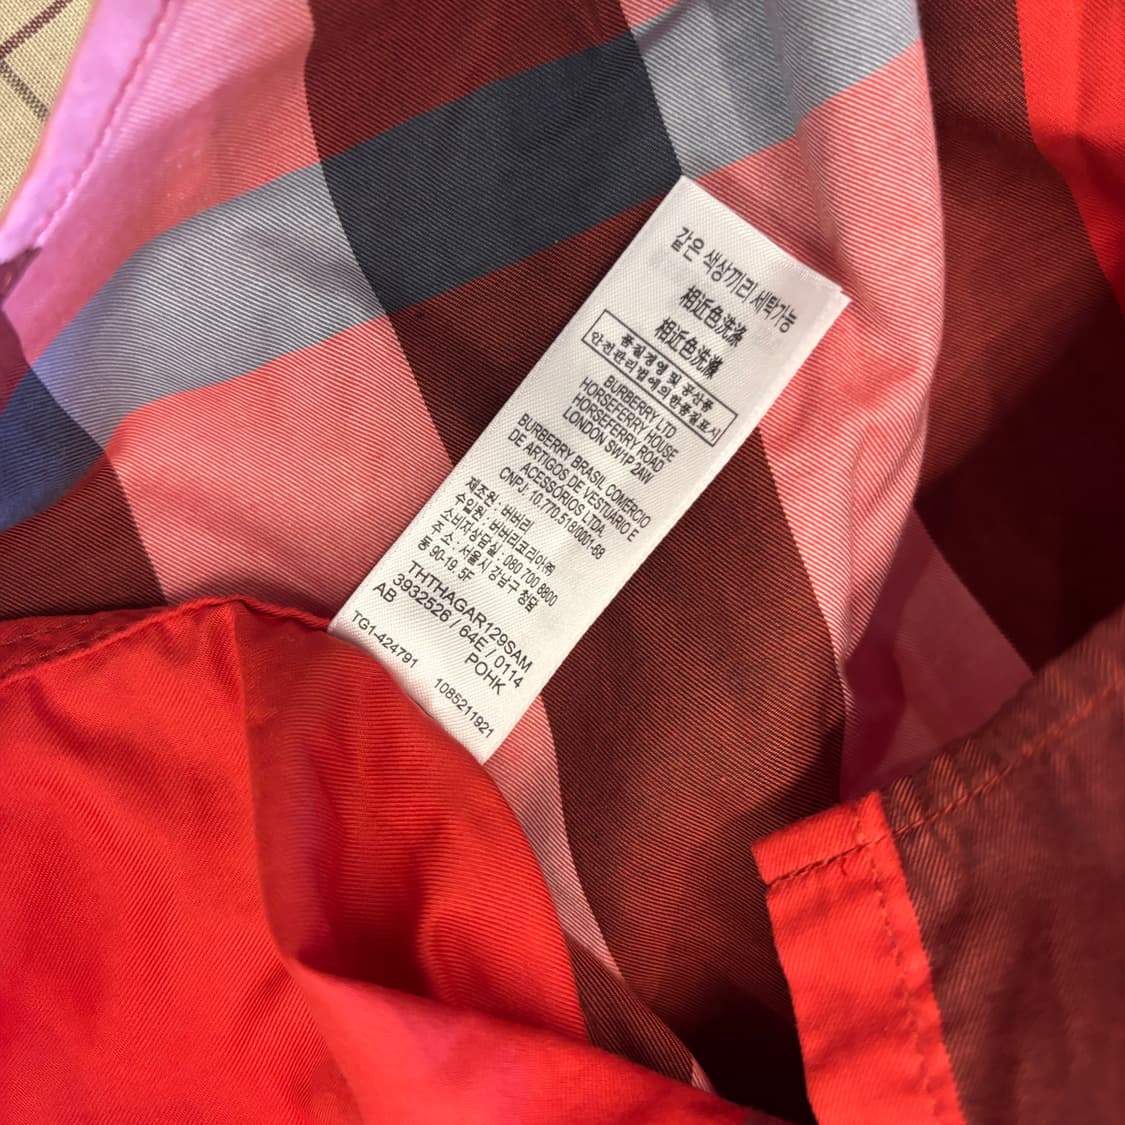 같은 색상끼리 세탁가능
相近色洗滌
相近色洗涤
품질경영 및 공산품
안전관리법에의한품질표시
BURBERRY LTD
HORSEFERRY HOUSE
HORSEFERRY ROAD
LONDON SW1P 2AW
BURBERRY BRASIL COMÉRCIO
DE ARTIGOS DE VESTUÁRIO E
ACESSÓRIOS LTDA.
CNPJ: 10.770.518/0001-68
제조원 : 버버리
수입원 : 버버리코리아㈜
소비자상담실 : 080 700 8800
주 소 : 서울시 강남구 청담
동 90-19. 5F
THTHAGAR129SAM
3932526 / 64E / 0114
AB POHK
TG1-424791 1085211921